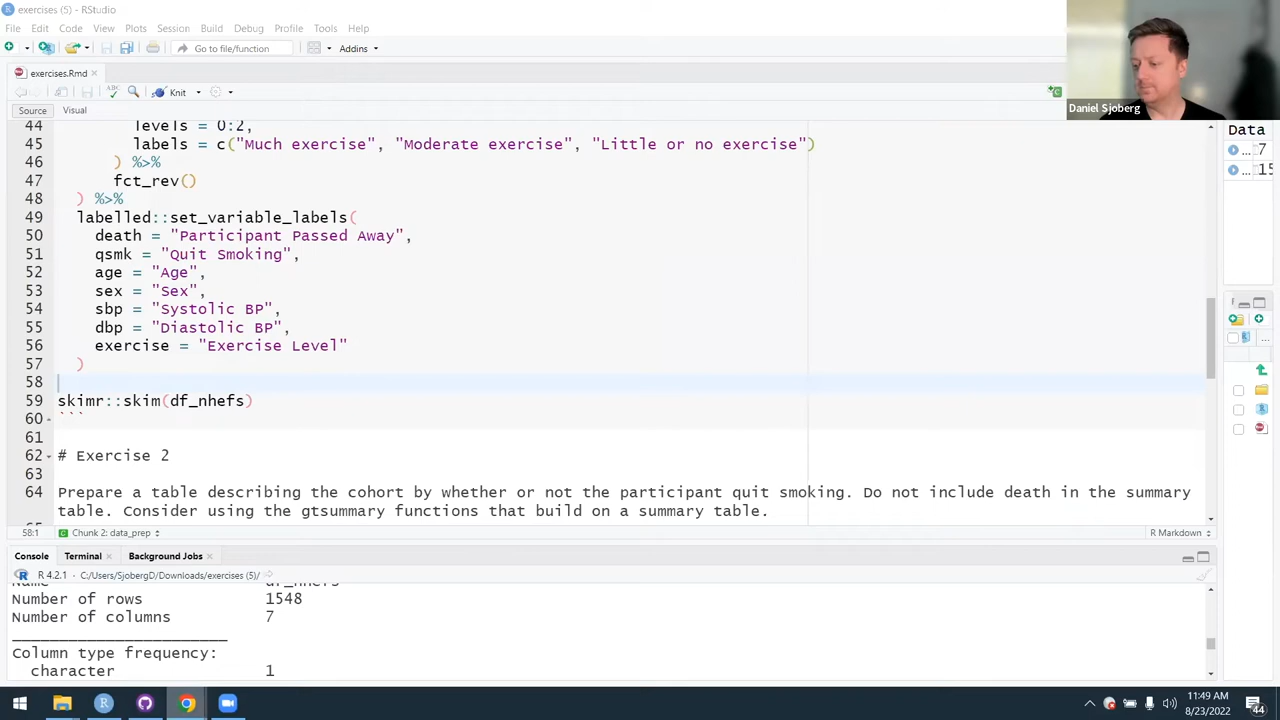 exercises (5) - RStudio
File Edit Code View Plots Session Build Debug Profile Tools Help
Go to file/function Addins
exercises.Rmd
Knit
Source Visual
Daniel Sjoberg
44 levels = 0:2,
45 labels = c("Much exercise", "Moderate exercise", "Little or no exercise")
46 ) %>%
47 fct_rev()
48 ) %>%
49 labelled::set_variable_labels(
50 death = "Participant Passed Away",
51 qsmk = "Quit Smoking",
52 age = "Age",
53 sex = "Sex",
54 sbp = "Systolic BP",
55 dbp = "Diastolic BP",
56 exercise = "Exercise Level"
57 )
58
59 skimr::skim(df_nhefs)
60 ```
61
62 # Exercise 2
63
64 Prepare a table describing the cohort by whether or not the participant quit smoking. Do not include death in the summary
table. Consider using the gtsummary functions that build on a summary table.
58:1 Chunk 2: data_prep R Markdown
Data
... 7
... 15
Console Terminal Background Jobs
R 4.2.1 · C:/Users/SjobergD/Downloads/exercises (5)/
Name df_nhefs
Number of rows 1548
Number of columns 7
_______________________
Column type frequency:
character 1
11:49 AM
8/23/2022
44